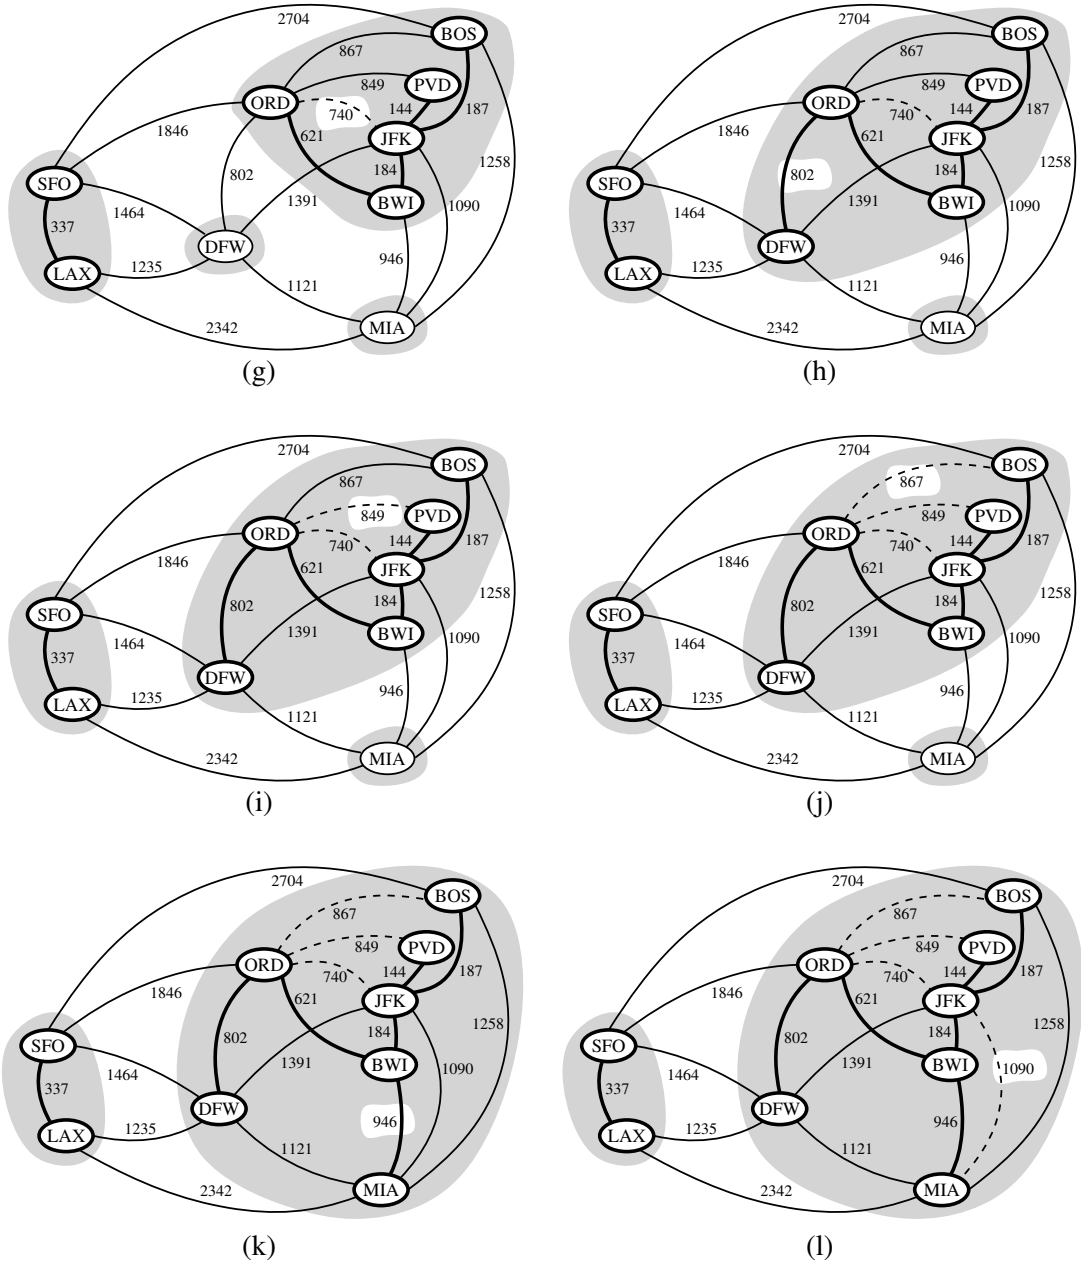 2704 BOS
867
849 PVD
ORD 144 187
740
1846 621 JFK
802 184 1258
SFO 1464 1391 BWI 1090
337 DFW 946
LAX 1235 1121
2342 MIA
(g)
2704 BOS
867
849 PVD
ORD 144 187
740
1846 621 JFK
802 184 1258
SFO 1464 1391 BWI 1090
337 DFW 946
LAX 1235 1121
2342 MIA
(h)
2704 BOS
867
849 PVD
ORD 144 187
740
1846 621 JFK
802 184 1258
SFO 1464 1391 BWI 1090
337 DFW 946
LAX 1235 1121
2342 MIA
(i)
2704 BOS
867
849 PVD
ORD 144 187
740
1846 621 JFK
802 184 1258
SFO 1464 1391 BWI 1090
337 DFW 946
LAX 1235 1121
2342 MIA
(j)
2704 BOS
867
849 PVD
ORD 144 187
740
1846 621 JFK
802 184 1258
SFO 1464 1391 BWI 1090
337 DFW 946
LAX 1235 1121
2342 MIA
(k)
2704 BOS
867
849 PVD
ORD 144 187
740
1846 621 JFK
802 184 1258
SFO 1464 1391 BWI 1090
337 DFW 946
LAX 1235 1121
2342 MIA
(l)